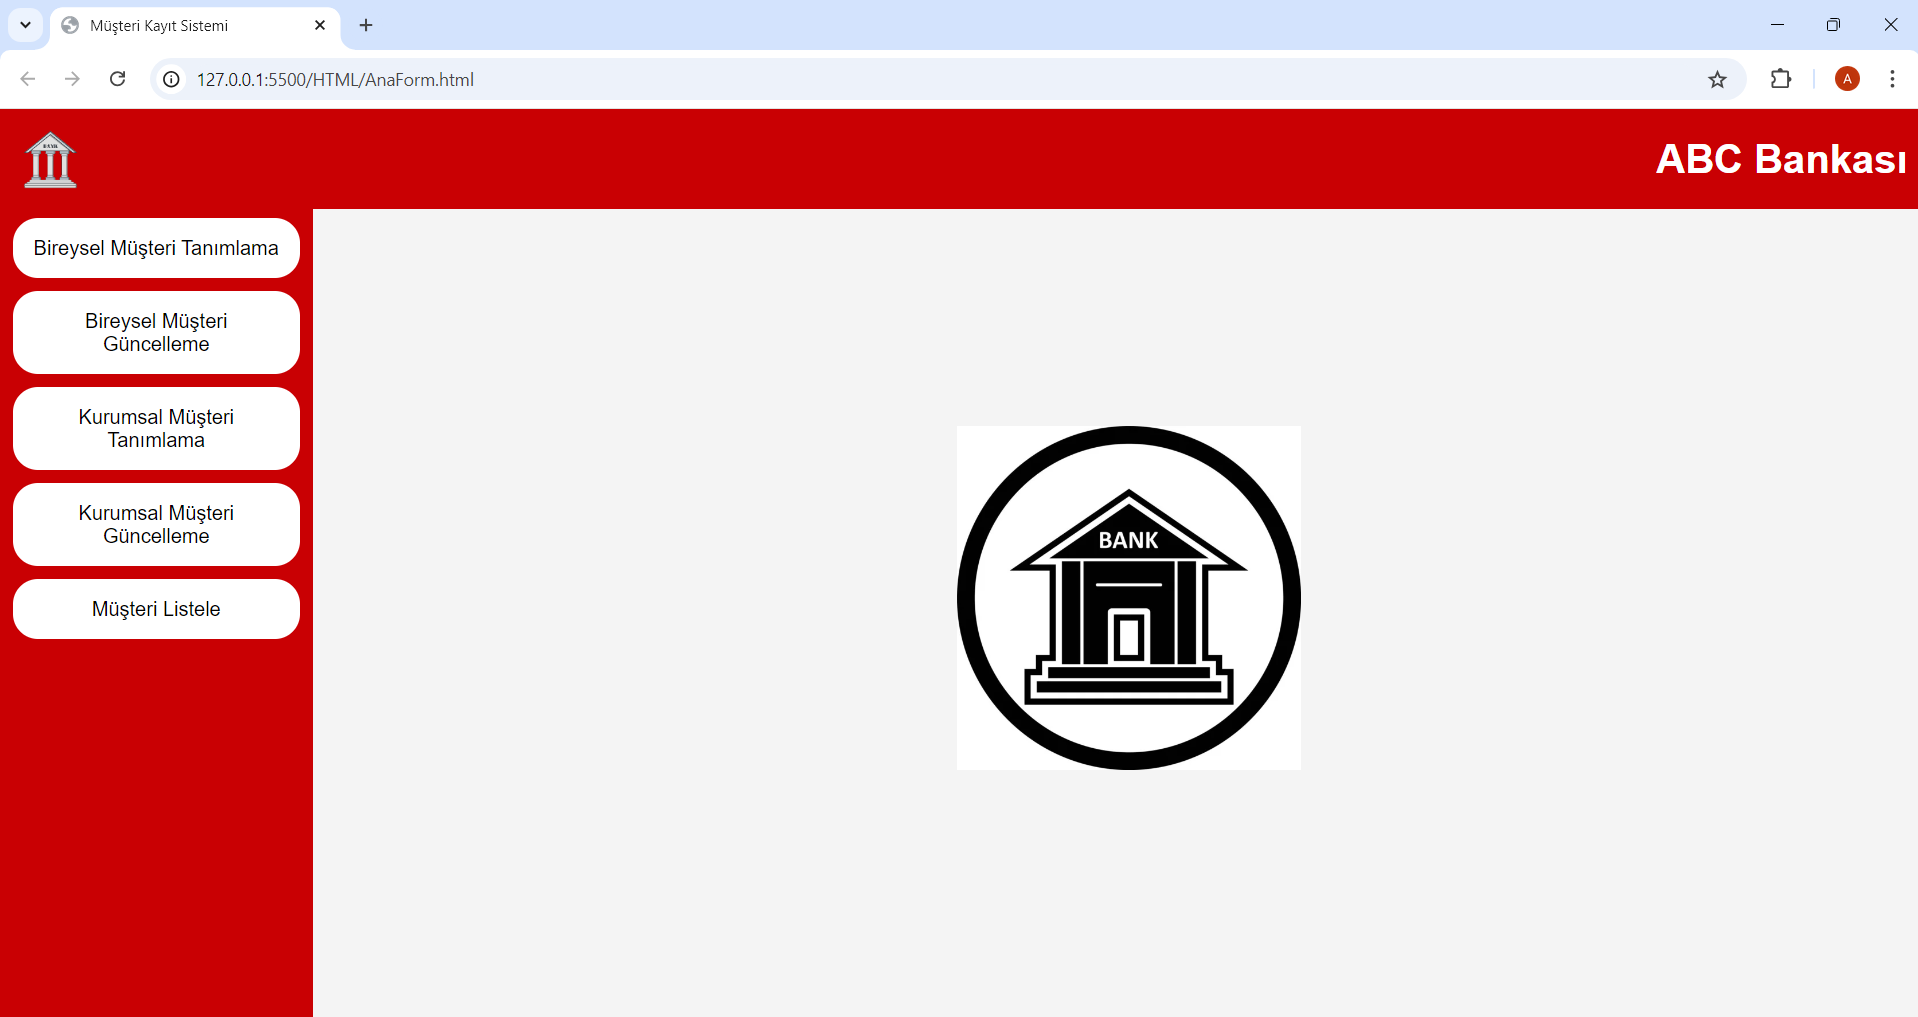 Müşteri Kayıt Sistemi
127.0.0.1:5500/HTML/AnaForm.html
A
BANK
ABC Bankası
Bireysel Müşteri Tanımlama
Bireysel Müşteri
Güncelleme
Kurumsal Müşteri
Tanımlama
Kurumsal Müşteri
Güncelleme
Müşteri Listele
BANK